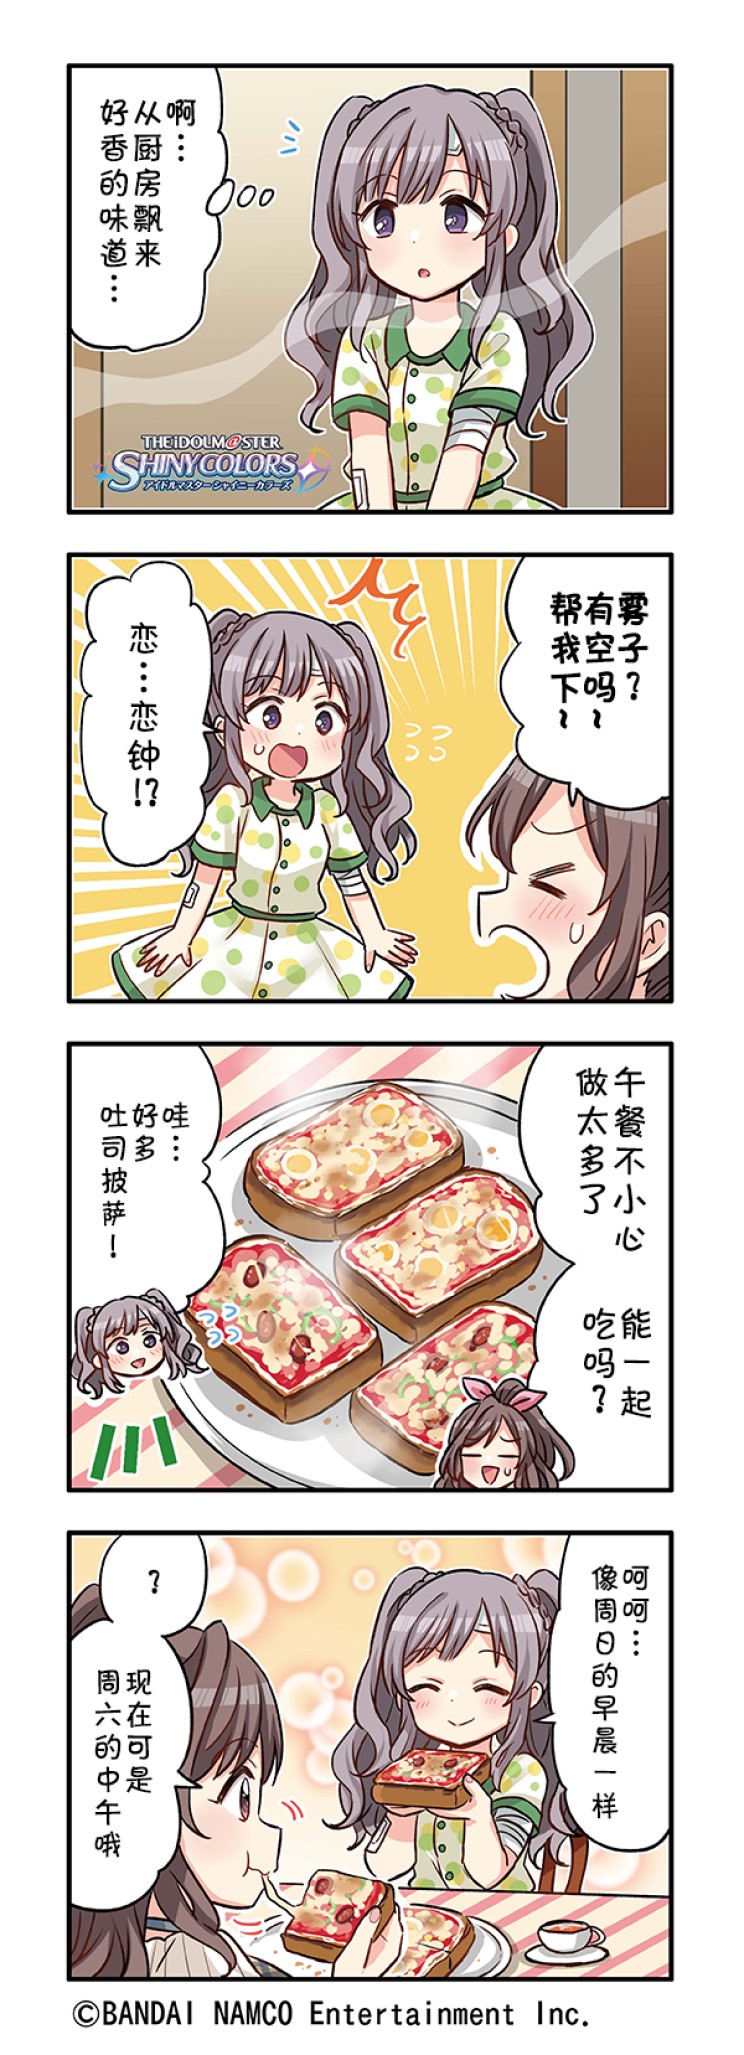 啊…
从厨房飘来
好香的味道…
THE iDOLM@STER
SHINY COLORS
アイドルマスター シャイニーカラーズ
雾子？
有空吗~
帮我下~
恋…恋钟!?
午餐不小心
做太多了
能一起
吃吗？
哇…
好多
吐司披萨！
呵呵…
像周日的早晨一样
？
现在可是
周六的中午哦
©BANDAI NAMCO Entertainment Inc.